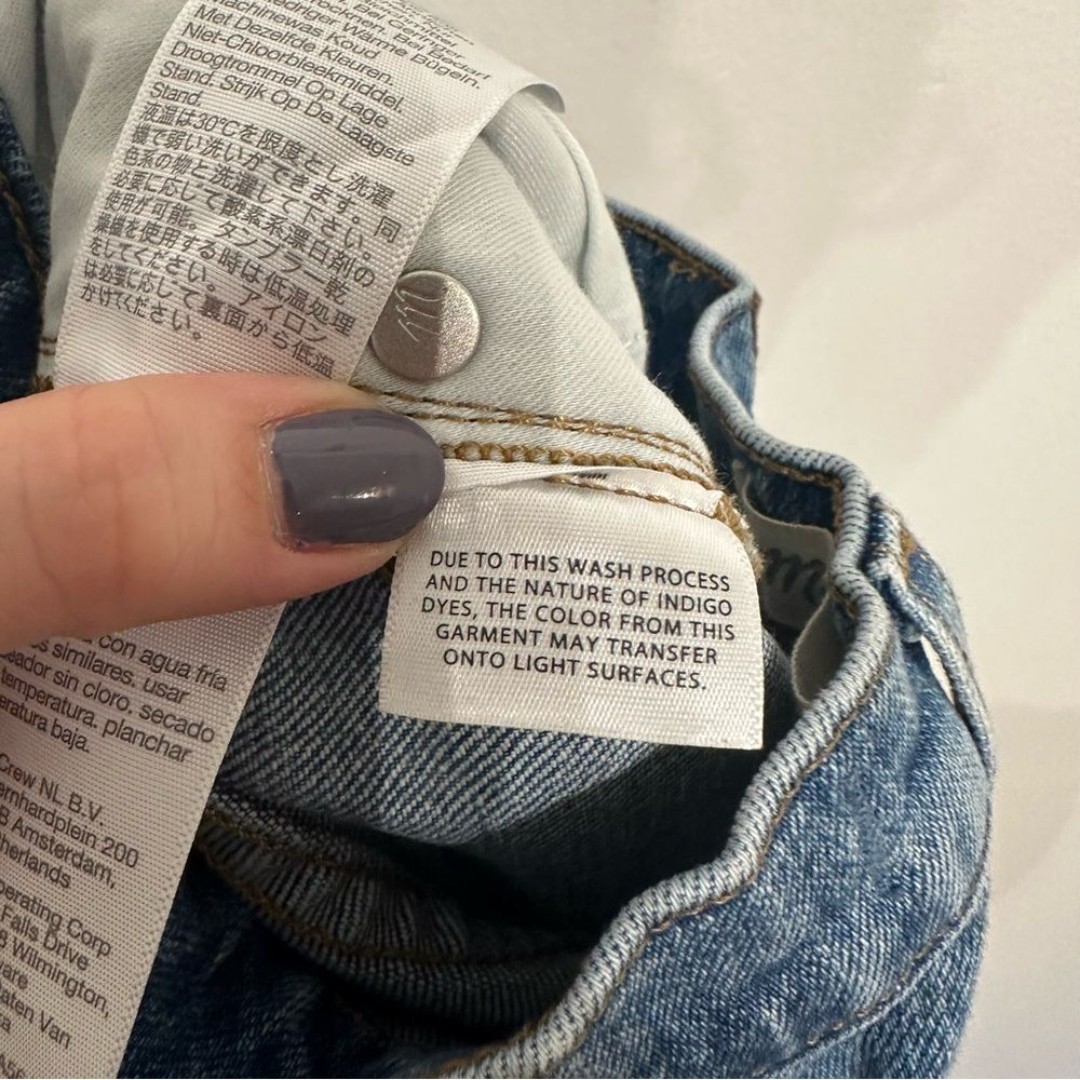 Met Dezelfde Kleuren.
Niet-Chloorbleekmiddel.
Droogtrommel Op Lage
Stand. Strijk Op De Laagste
Stand.
液温は30℃を限度とし洗濯
機で弱い洗いができます。同
色系の物と洗濯して下さい。
必要に応じて酸素系漂白剤の
使用が可能。タンブラー乾
燥機を使用する時は低温処理
をしてください。アイロン
は必要に応じて裏面から低温
かけてください。
DUE TO THIS WASH PROCESS
AND THE NATURE OF INDIGO
DYES, THE COLOR FROM THIS
GARMENT MAY TRANSFER
ONTO LIGHT SURFACES.
con agua fría
similares. usar
sin cloro. secado
temperatura. planchar
baja.
Crew NL B.V.
200
Amsterdam,
Corp
Falls Drive
Wilmington,
Van